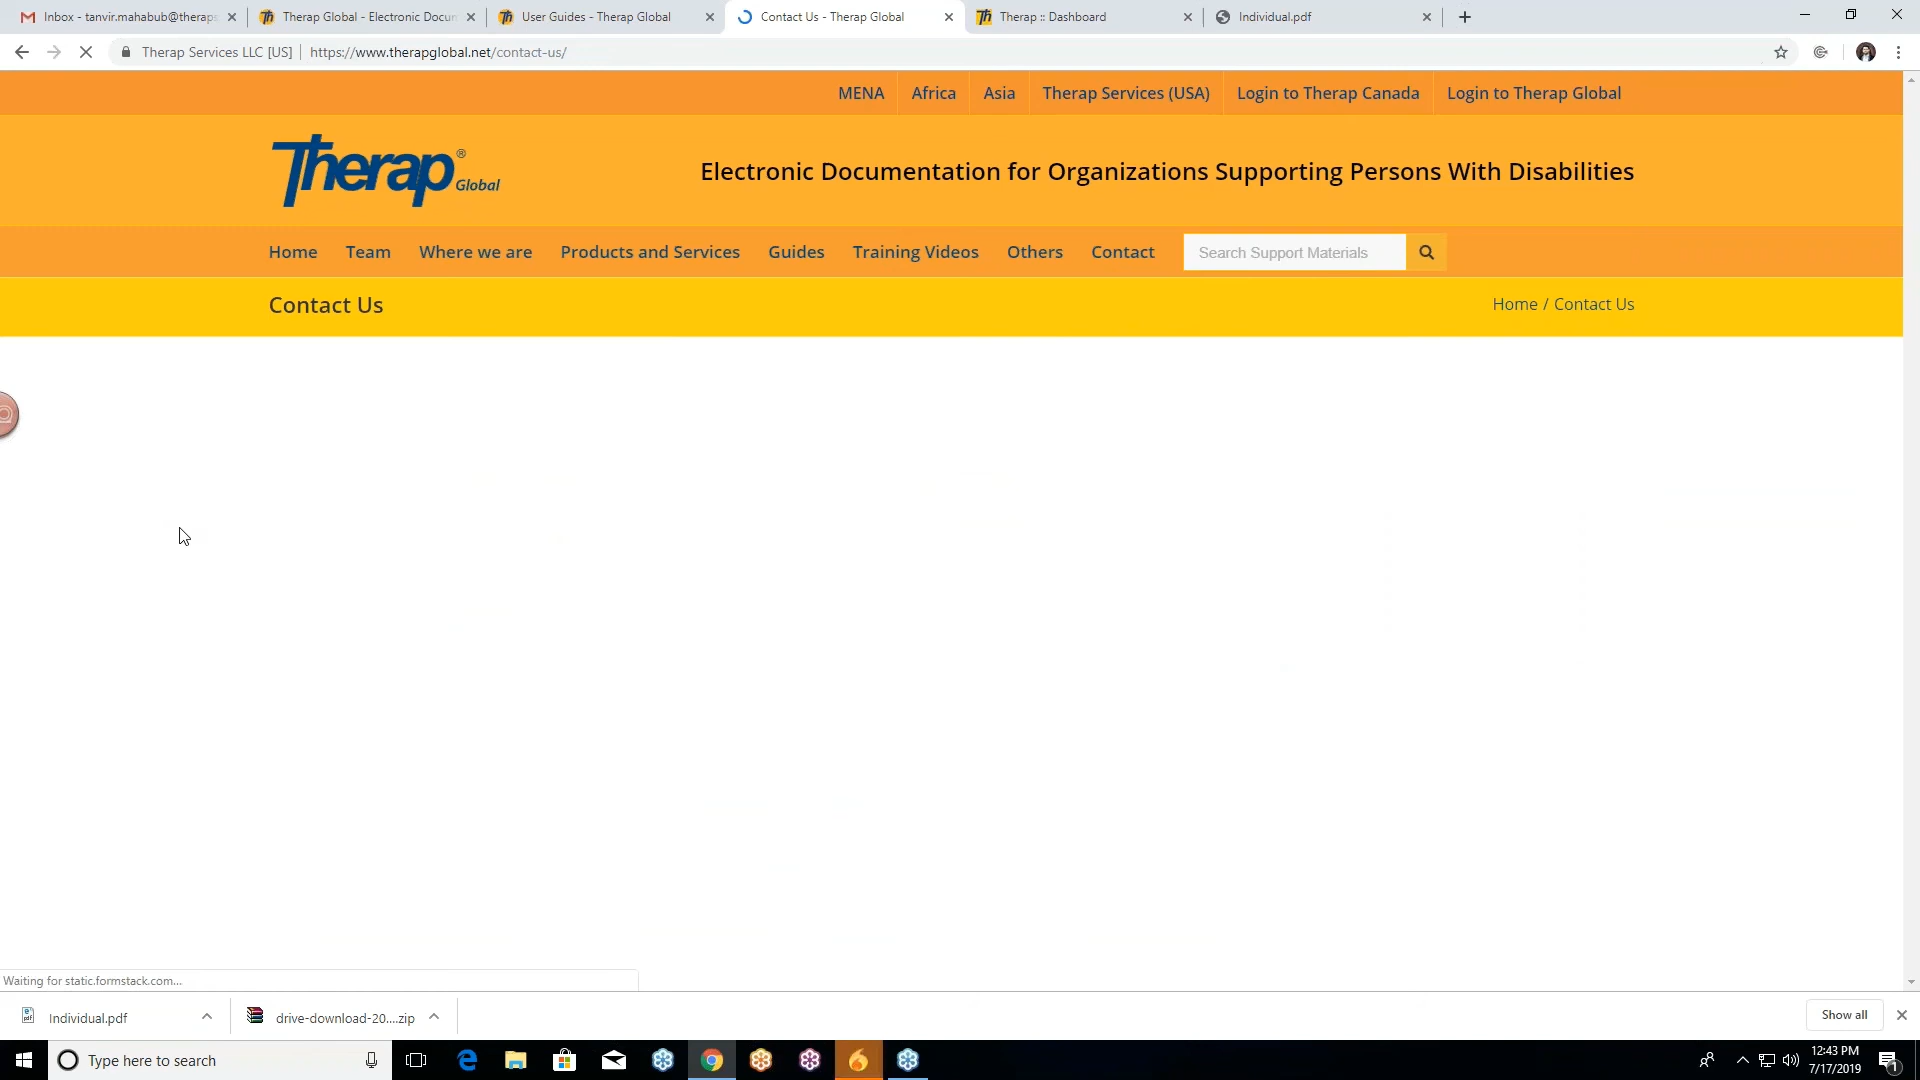 Inbox - tanvir.mahabub@theraps
Therap Global - Electronic Docun
User Guides - Therap Global
Contact Us - Therap Global
Therap :: Dashboard
Individual.pdf
Therap Services LLC [US]
https://www.therapglobal.net/contact-us/
MENA
Africa
Asia
Therap Services (USA)
Login to Therap Canada
Login to Therap Global
Therap® Global
Electronic Documentation for Organizations Supporting Persons With Disabilities
Home
Team
Where we are
Products and Services
Guides
Training Videos
Others
Contact
Search Support Materials
Contact Us
Home / Contact Us
Waiting for static.formstack.com...
Individual.pdf
drive-download-20....zip
Show all
Type here to search
12:43 PM
7/17/2019
1